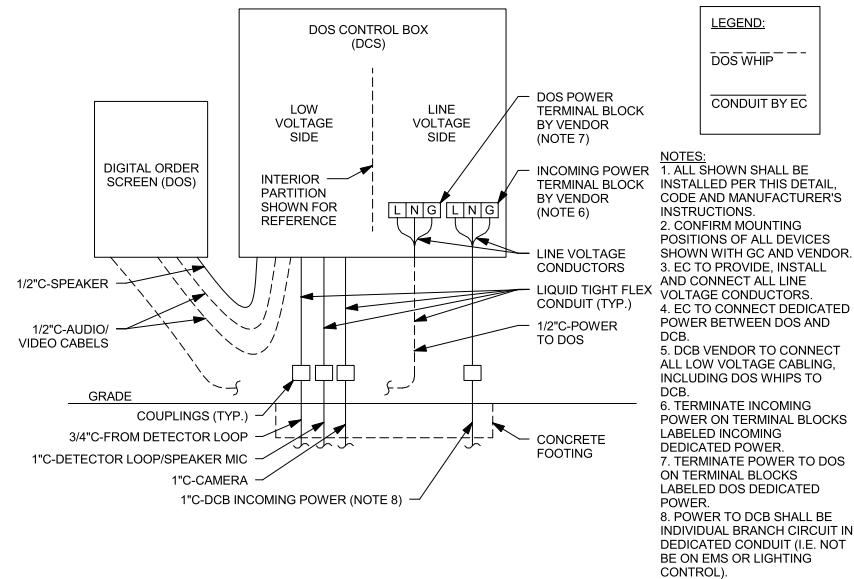 DOS CONTROL BOX
(DCS)
LOW
VOLTAGE
SIDE
LINE
VOLTAGE
SIDE
INTERIOR
PARTITION
SHOWN FOR
REFERENCE
L N G
L N G
DIGITAL ORDER
SCREEN (DOS)
DOS POWER
TERMINAL BLOCK
BY VENDOR
(NOTE 7)
INCOMING POWER
TERMINAL BLOCK
BY VENDOR
(NOTE 6)
LINE VOLTAGE
CONDUCTORS
LIQUID TIGHT FLEX
CONDUIT (TYP.)
1/2"C-POWER
TO DOS
1/2"C-SPEAKER
1/2"C-AUDIO/
VIDEO CABELS
GRADE
COUPLINGS (TYP.)
3/4"C-FROM DETECTOR LOOP
1"C-DETECTOR LOOP/SPEAKER MIC
1"C-CAMERA
1"C-DCB INCOMING POWER (NOTE 8)
CONCRETE
FOOTING
LEGEND:
DOS WHIP
CONDUIT BY EC
NOTES:
1. ALL SHOWN SHALL BE
INSTALLED PER THIS DETAIL,
CODE AND MANUFACTURER'S
INSTRUCTIONS.
2. CONFIRM MOUNTING
POSITIONS OF ALL DEVICES
SHOWN WITH GC AND VENDOR.
3. EC TO PROVIDE, INSTALL
AND CONNECT ALL LINE
VOLTAGE CONDUCTORS.
4. EC TO CONNECT DEDICATED
POWER BETWEEN DOS AND
DCB.
5. DCB VENDOR TO CONNECT
ALL LOW VOLTAGE CABLING,
INCLUDING DOS WHIPS TO
DCB.
6. TERMINATE INCOMING
POWER ON TERMINAL BLOCKS
LABELED INCOMING
DEDICATED POWER.
7. TERMINATE POWER TO DOS
ON TERMINAL BLOCKS
LABELED DOS DEDICATED
POWER.
8. POWER TO DCB SHALL BE
INDIVIDUAL BRANCH CIRCUIT IN
DEDICATED CONDUIT (I.E. NOT
BE ON EMS OR LIGHTING
CONTROL).